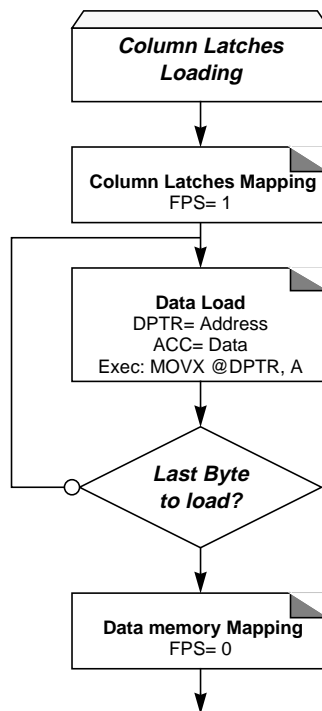 Column Latches
Loading
Column Latches Mapping
FPS= 1
Data Load
DPTR= Address
ACC= Data
Exec: MOVX @DPTR, A
Last Byte
to load?
Data memory Mapping
FPS= 0